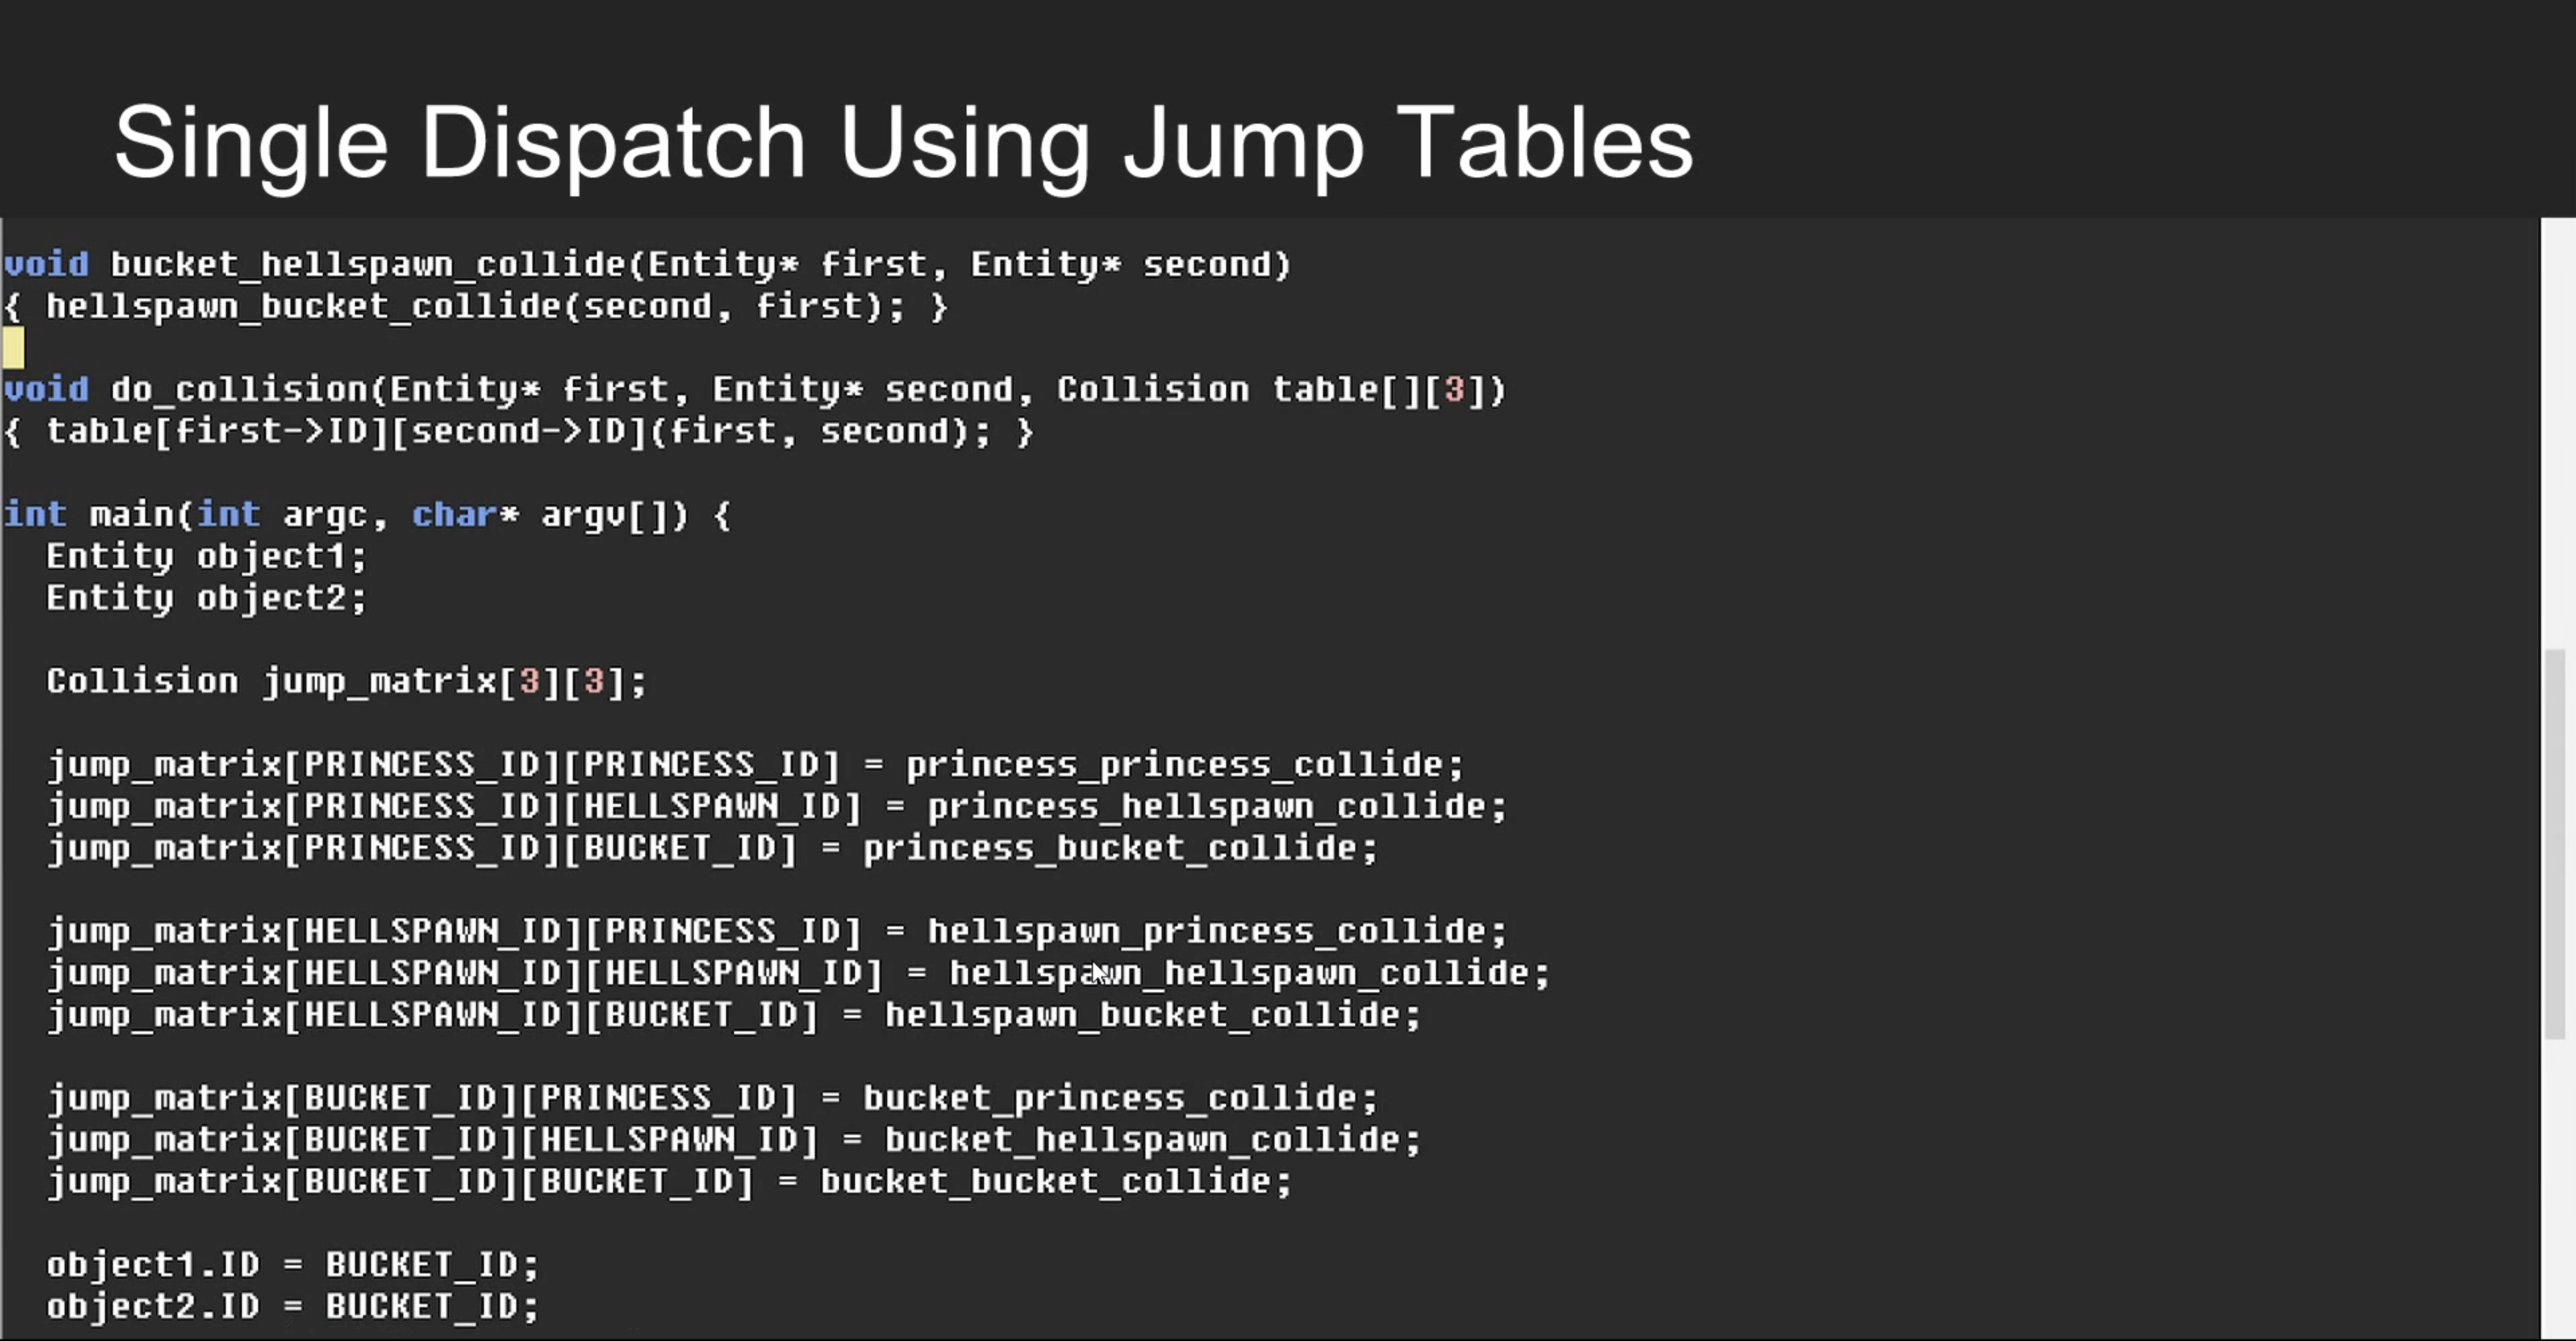 Single Dispatch Using Jump Tables
void bucket_hellspawn_collide(Entity* first, Entity* second)
{ hellspawn_bucket_collide(second, first); }
void do_collision(Entity* first, Entity* second, Collision table[][3])
{ table[first->ID][second->ID](first, second); }
int main(int argc, char* argv[]) {
Entity object1;
Entity object2;
Collision jump_matrix[3][3];
jump_matrix[PRINCESS_ID][PRINCESS_ID] = princess_princess_collide;
jump_matrix[PRINCESS_ID][HELLSPAWN_ID] = princess_hellspawn_collide;
jump_matrix[PRINCESS_ID][BUCKET_ID] = princess_bucket_collide;
jump_matrix[HELLSPAWN_ID][PRINCESS_ID] = hellspawn_princess_collide;
jump_matrix[HELLSPAWN_ID][HELLSPAWN_ID] = hellspawn_hellspawn_collide;
jump_matrix[HELLSPAWN_ID][BUCKET_ID] = hellspawn_bucket_collide;
jump_matrix[BUCKET_ID][PRINCESS_ID] = bucket_princess_collide;
jump_matrix[BUCKET_ID][HELLSPAWN_ID] = bucket_hellspawn_collide;
jump_matrix[BUCKET_ID][BUCKET_ID] = bucket_bucket_collide;
object1.ID = BUCKET_ID;
object2.ID = BUCKET_ID;